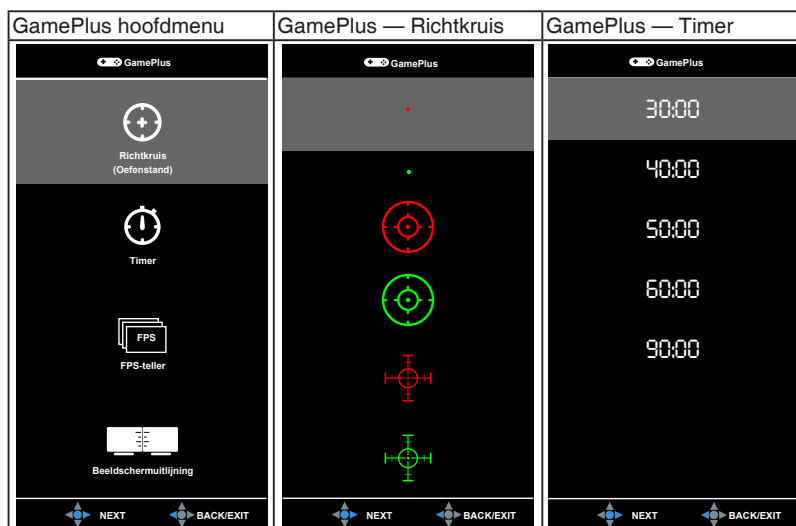 GamePlus hoofdmenu
GamePlus — Richtkruis
GamePlus — Timer
GamePlus
Richtkruis
(Oefenstand)
Timer
FPS
FPS-teller
Beeldschermuitlijning
NEXT BACK/EXIT
GamePlus
NEXT BACK/EXIT
GamePlus
30:00
40:00
50:00
60:00
90:00
NEXT BACK/EXIT